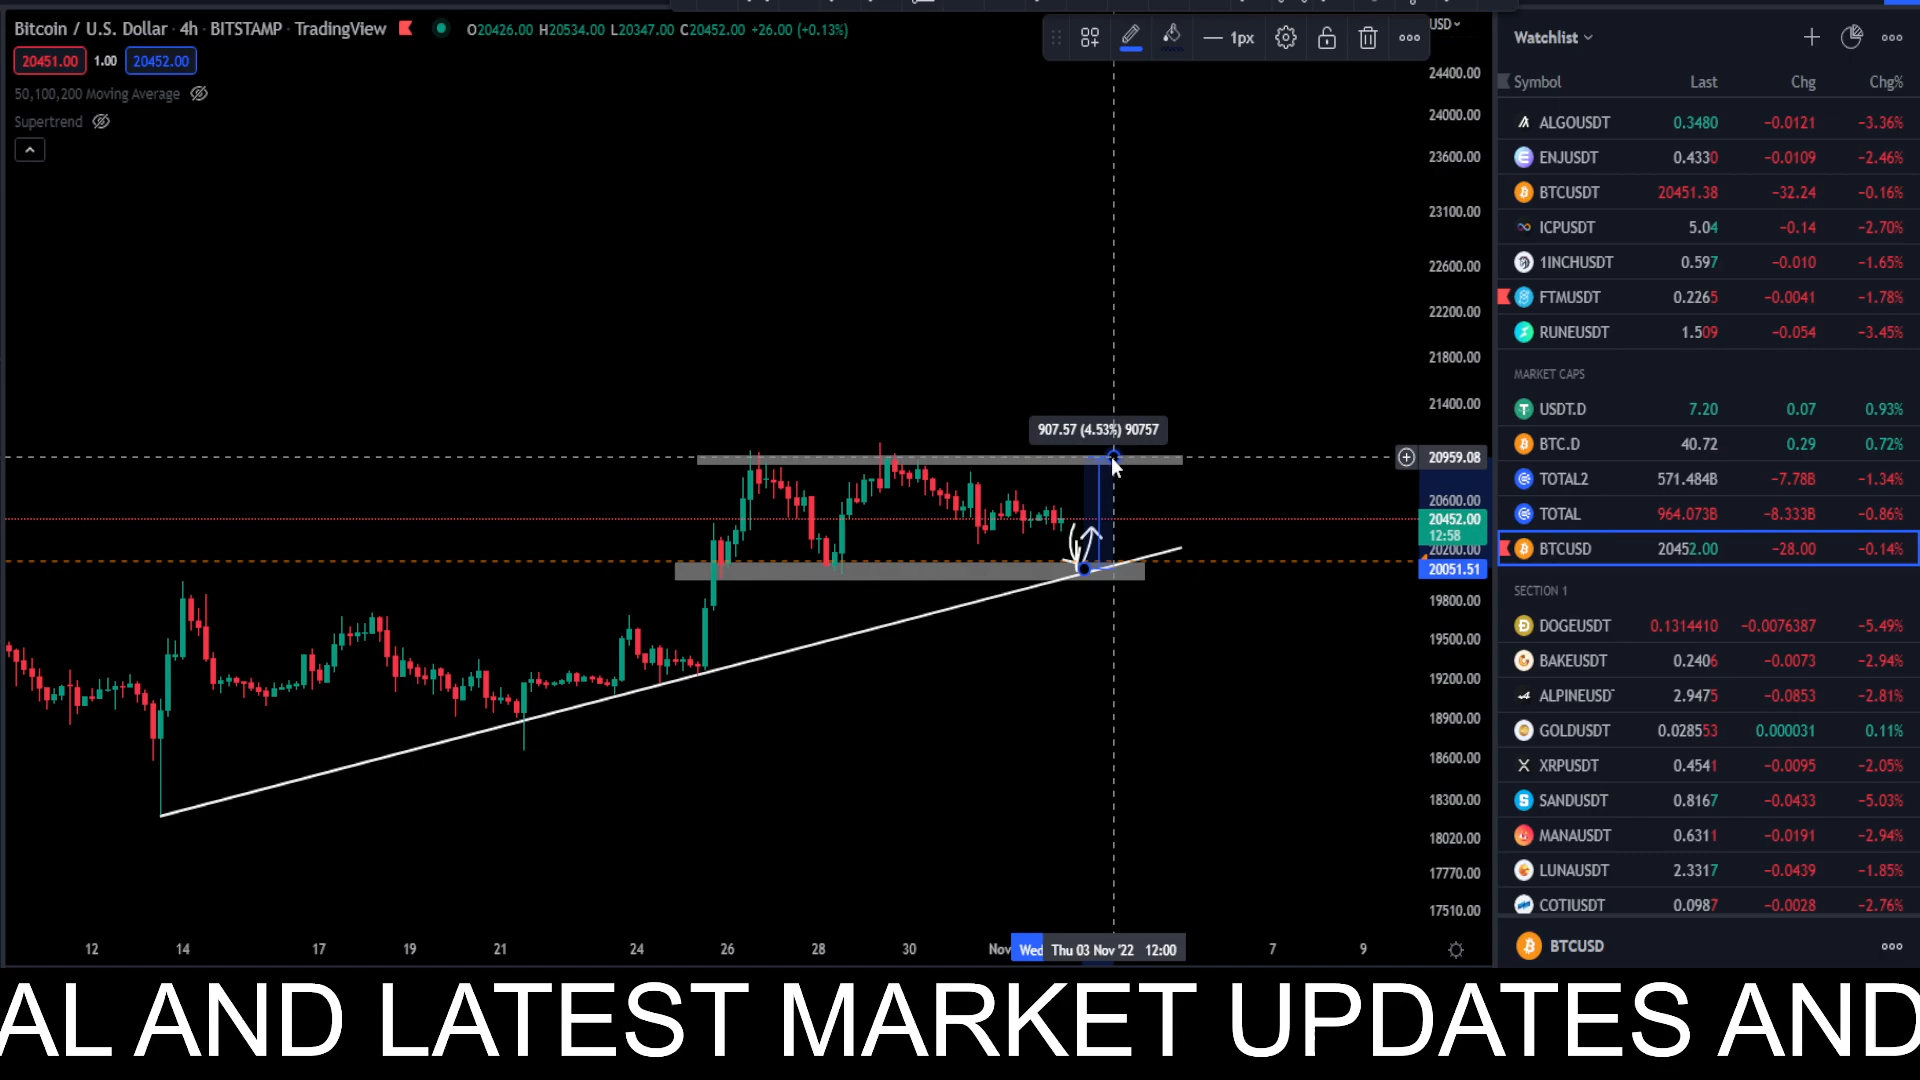 Bitcoin / U.S. Dollar · 4h · BITSTAMP · TradingView O20426.00 H20534.00 L20347.00 C20452.00 +26.00 (+0.13%)
20451.00 1.00 20452.00
50,100,200 Moving Average
Supertrend
1px
USD
24400.00
24000.00
23600.00
23100.00
22600.00
22200.00
21800.00
21400.00
907.57 (4.53%) 90757
20959.08
20600.00
20452.00
12:58
20200.00
20051.51
19800.00
19500.00
19200.00
18900.00
18600.00
18300.00
18020.00
17770.00
17510.00
12 14 17 19 21 24 26 28 30 Nov Wed Thu 03 Nov '22 12:00 7 9
Watchlist
Symbol Last Chg Chg%
ALGOUSDT 0.3480 −0.0121 −3.36%
ENJUSDT 0.4330 −0.0109 −2.46%
BTCUSDT 20451.38 −32.24 −0.16%
ICPUSDT 5.04 −0.14 −2.70%
1INCHUSDT 0.597 −0.010 −1.65%
FTMUSDT 0.2265 −0.0041 −1.78%
RUNEUSDT 1.509 −0.054 −3.45%
MARKET CAPS
USDT.D 7.20 0.07 0.93%
BTC.D 40.72 0.29 0.72%
TOTAL2 571.484B −7.78B −1.34%
TOTAL 964.073B −8.333B −0.86%
BTCUSD 20452.00 −28.00 −0.14%
SECTION 1
DOGEUSDT 0.1314410 −0.0076387 −5.49%
BAKEUSDT 0.2406 −0.0073 −2.94%
ALPINEUSDT 2.9475 −0.0853 −2.81%
GOLDUSDT 0.028553 0.000031 0.11%
XRPUSDT 0.4541 −0.0095 −2.05%
SANDUSDT 0.8167 −0.0433 −5.03%
MANAUSDT 0.6311 −0.0191 −2.94%
LUNAUSDT 2.3317 −0.0439 −1.85%
COTIUSDT 0.0987 −0.0028 −2.76%
BTCUSD
AL AND LATEST MARKET UPDATES AND